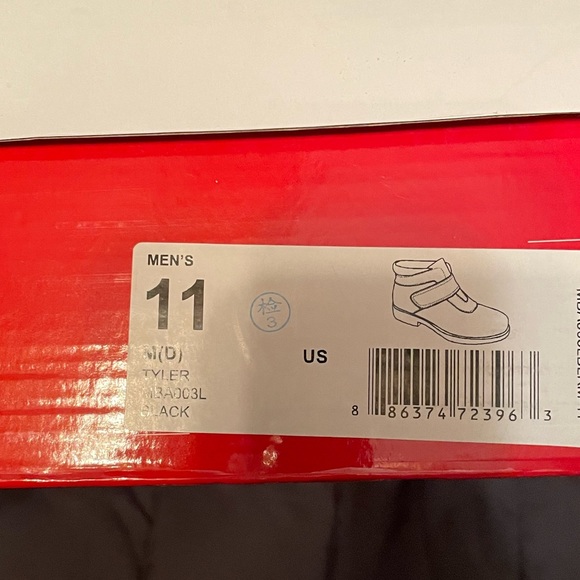 MEN'S
11
检
3
M(D)
TYLER
BLACK
US
8 86374 72396 3